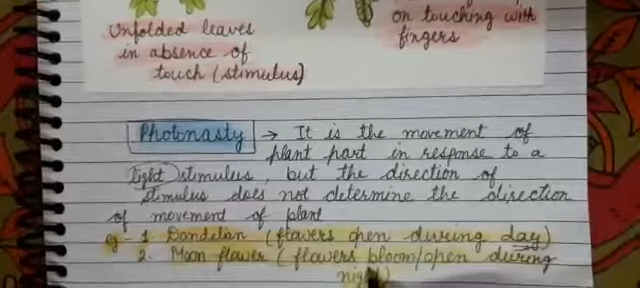 Unfolded leaves
in absence of
touch (stimulus)
on touching with
fingers
Photonasty → It is the movement of
plant part in response to a
light stimulus, but the direction of
stimulus does not determine the direction
of movement of plant
eg - 1. Dandelion (flowers open during day)
2. Moon flower (flowers bloom/open during
night)